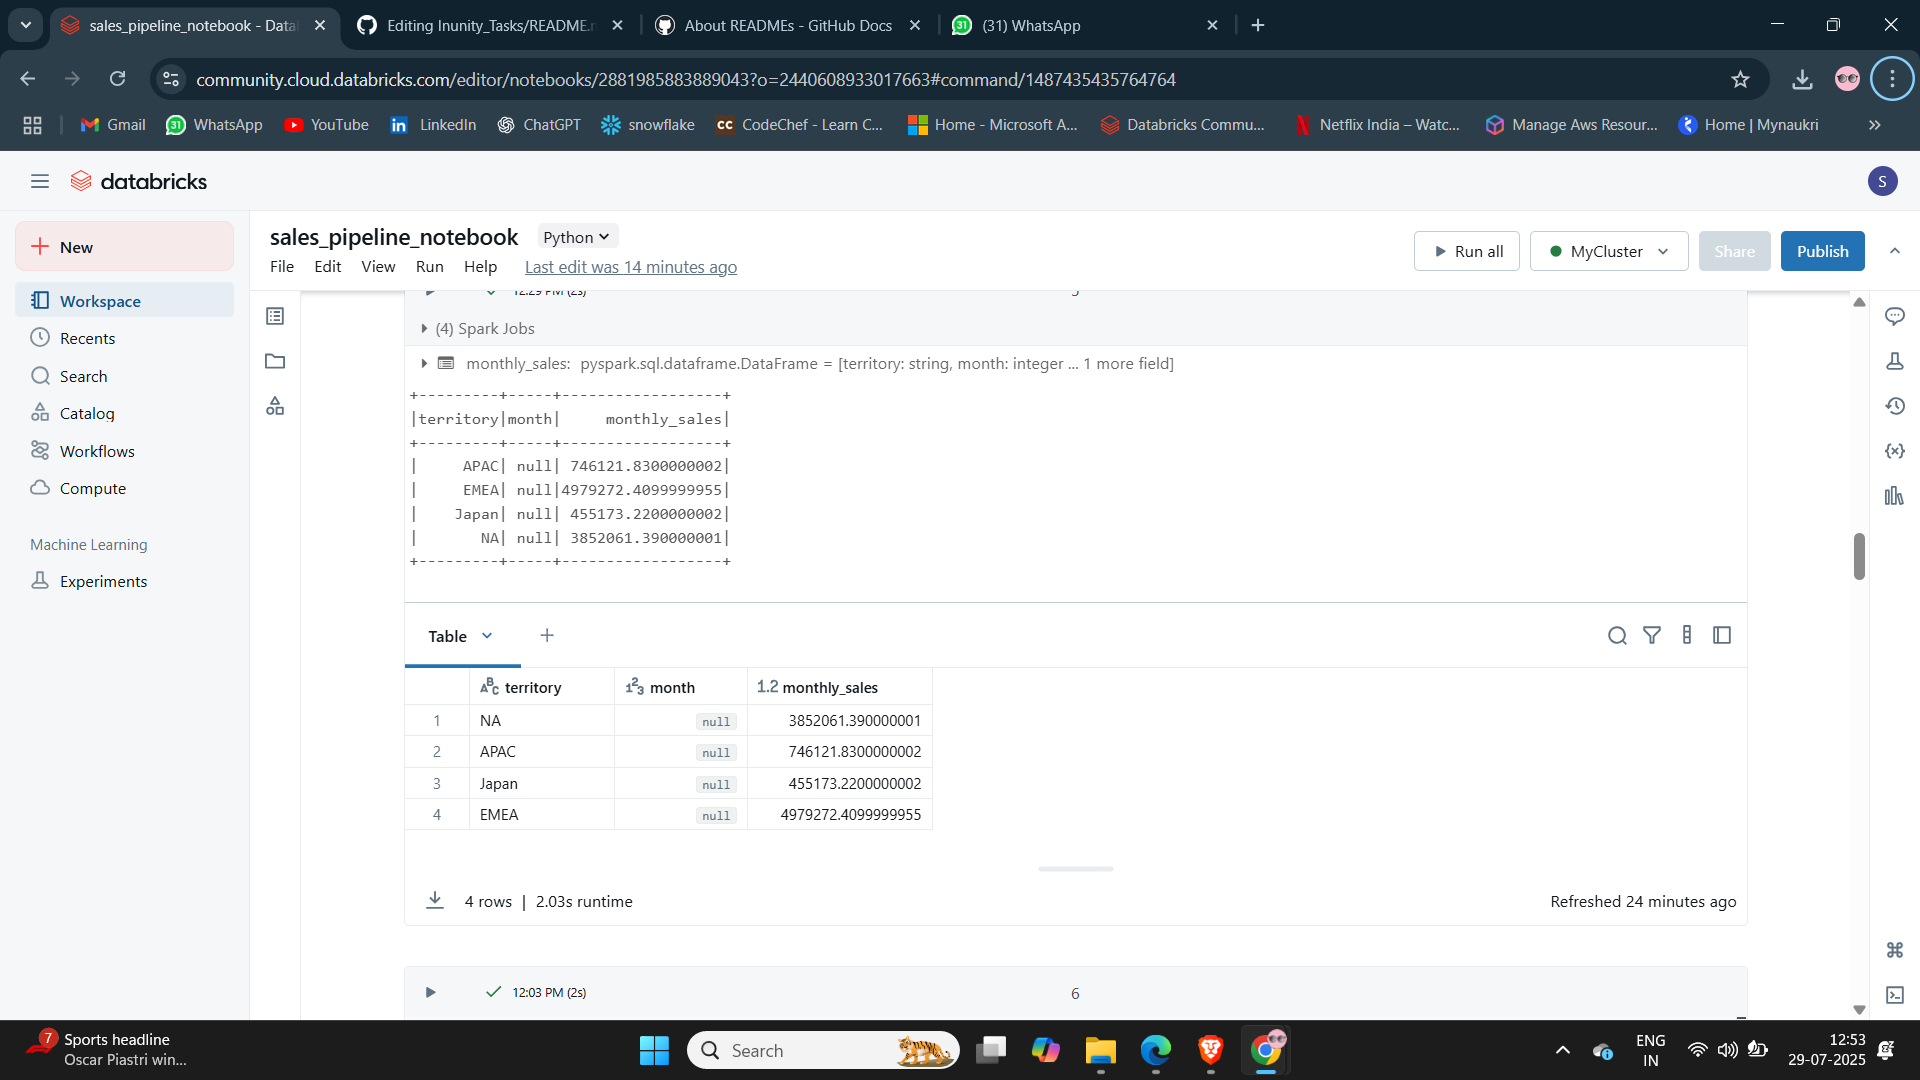 sales_pipeline_notebook - Data
Editing Inunity_Tasks/README.m
About READMEs - GitHub Docs
(31) WhatsApp
community.cloud.databricks.com/editor/notebooks/2881985883889043?o=2440608933017663#command/1487435435764764
Gmail
WhatsApp
YouTube
LinkedIn
ChatGPT
snowflake
CodeChef - Learn C...
Home - Microsoft A...
Databricks Commu...
Netflix India – Watc...
Manage Aws Resour...
Home | Mynaukri
databricks
S
New
Workspace
Recents
Search
Catalog
Workflows
Compute
Machine Learning
Experiments
sales_pipeline_notebook
Python
File Edit View Run Help Last edit was 14 minutes ago
Run all
MyCluster
Share
Publish
12:29 PM (2s)
5
(4) Spark Jobs
monthly_sales: pyspark.sql.dataframe.DataFrame = [territory: string, month: integer ... 1 more field]
+---------+-----+------------------+
|territory|month|     monthly_sales|
+---------+-----+------------------+
|     APAC| null| 746121.8300000002|
|     EMEA| null|4979272.4099999955|
|    Japan| null| 455173.2200000002|
|       NA| null| 3852061.390000001|
+---------+-----+------------------+
Table
territory month 1.2 monthly_sales
1 NA null 3852061.390000001
2 APAC null 746121.8300000002
3 Japan null 455173.2200000002
4 EMEA null 4979272.4099999955
4 rows | 2.03s runtime
Refreshed 24 minutes ago
12:03 PM (2s)
6
7
Sports headline
Oscar Piastri win...
Search
ENG
IN
12:53
29-07-2025